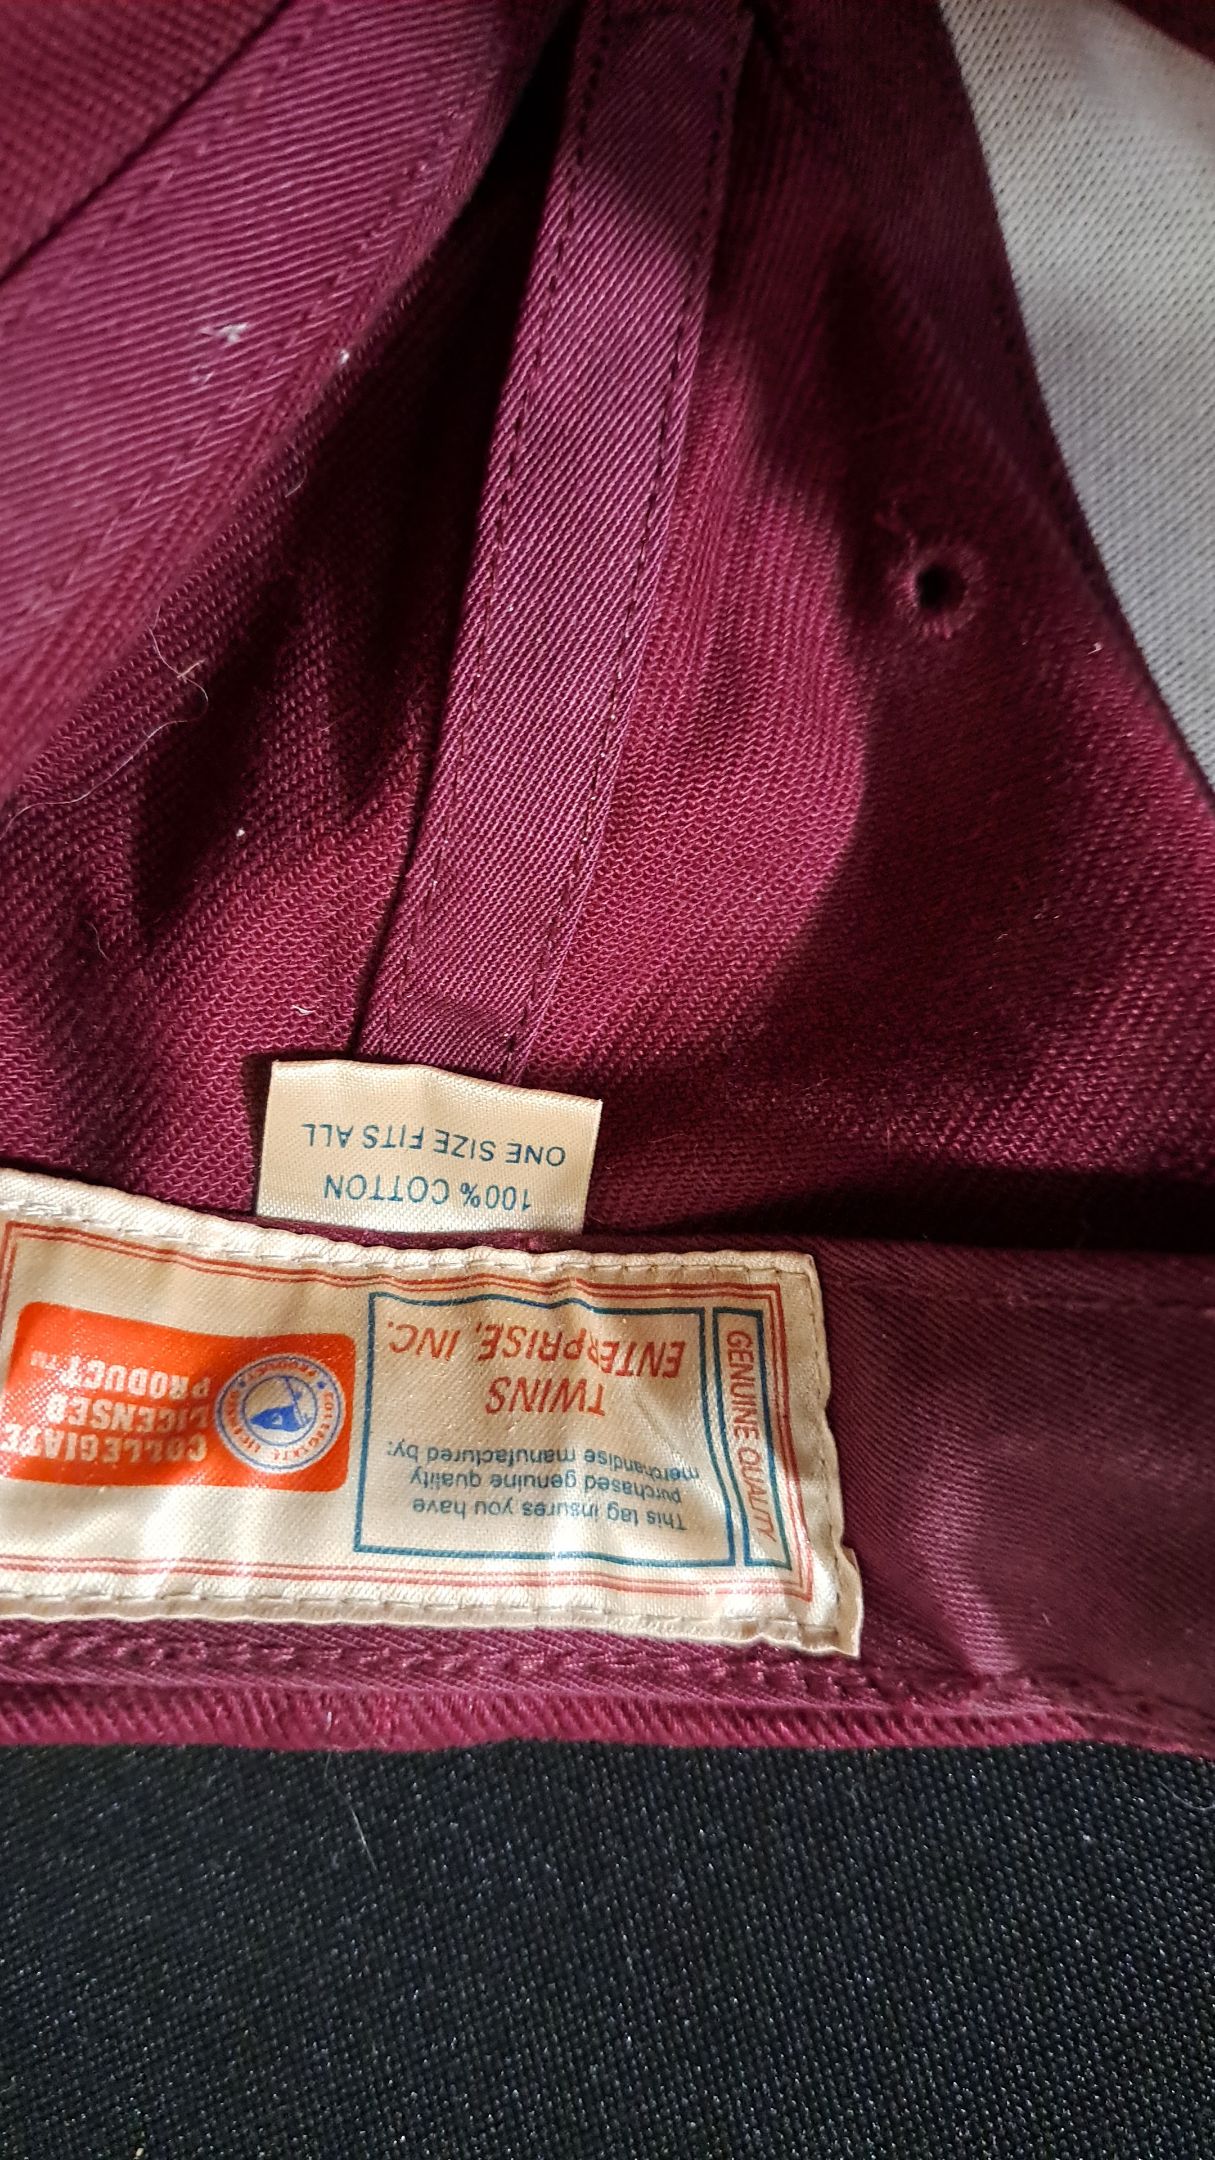 100% COTTON
ONE SIZE FITS ALL
GENUINE QUALITY
This tag insures you have
purchased genuine quality
merchandise manufactured by:
TWINS
ENTERPRISE, INC.
COLLEGIATE
LICENSED
PRODUCT™